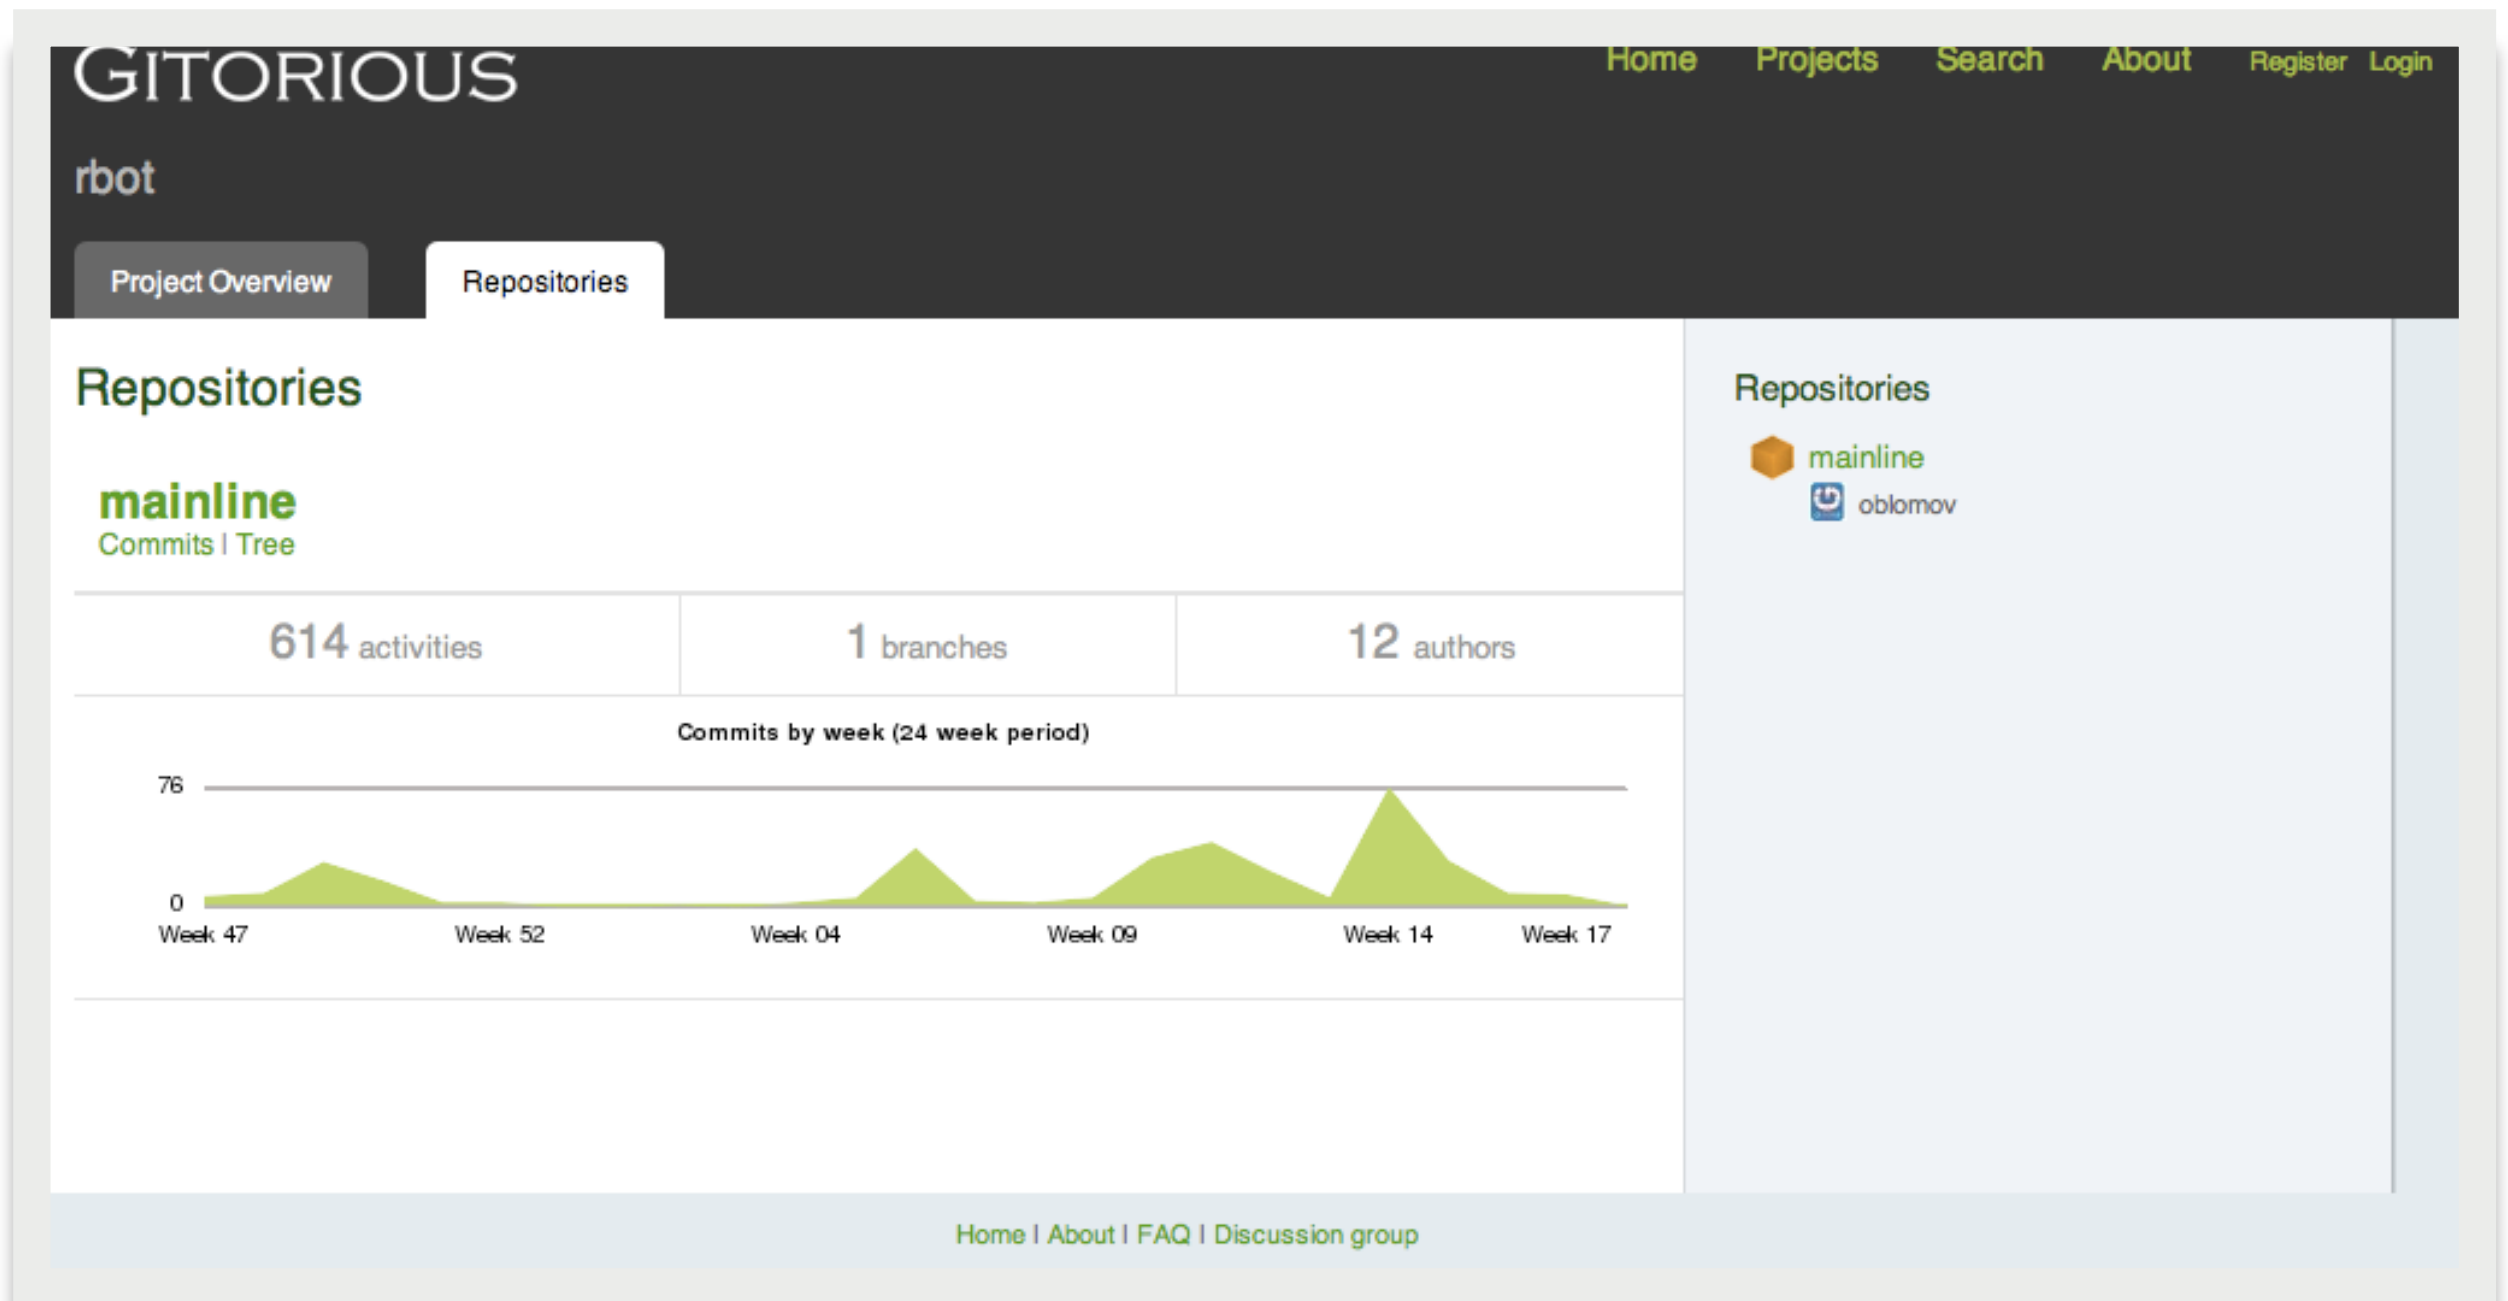 GITORIOUS
Home Projects Search About Register Login
rbot
Project Overview Repositories
Repositories
mainline
Commits | Tree
614 activities 1 branches 12 authors
Commits by week (24 week period)
76
0
Week 47 Week 52 Week 04 Week 09 Week 14 Week 17
Repositories
mainline
oblomov
Home | About | FAQ | Discussion group